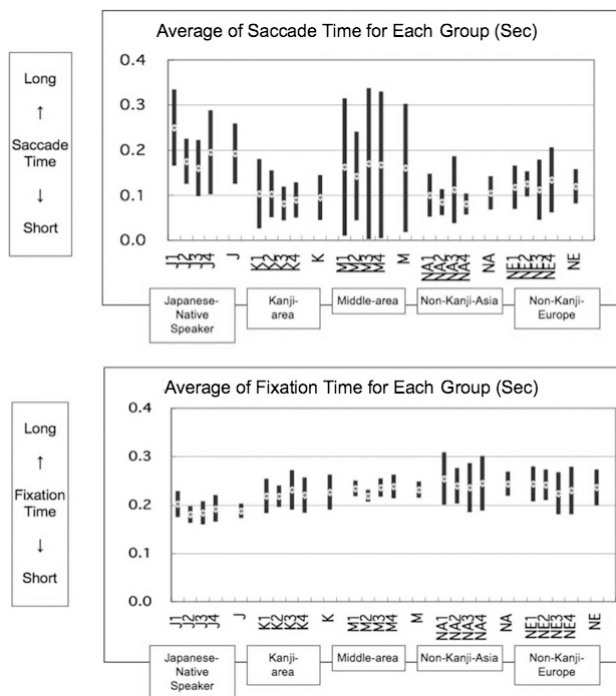 Average of Saccade Time for Each Group (Sec)
Long
↑
Saccade
Time
↓
Short
0.4
0.3
0.2
0.1
0.0
J1
J2
J3
J4
J
K1
K2
K3
K4
K
M1
M2
M3
M4
M
NA1
NA2
NA3
NA4
NA
NE1
NE2
NE3
NE4
NE
Japanese-
Native
Speaker
Kanji-
area
Middle-area
Non-Kanji-Asia
Non-Kanji-
Europe
Average of Fixation Time for Each Group (Sec)
Long
↑
Fixation
Time
↓
Short
0.4
0.3
0.2
0.1
0.0
J1
J2
J3
J4
J
K1
K2
K3
K4
K
M1
M2
M3
M4
M
NA1
NA2
NA3
NA4
NA
NE1
NE2
NE3
NE4
NE
Japanese-
Native
Speaker
Kanji-
area
Middle-area
Non-Kanji-Asia
Non-Kanji-
Europe